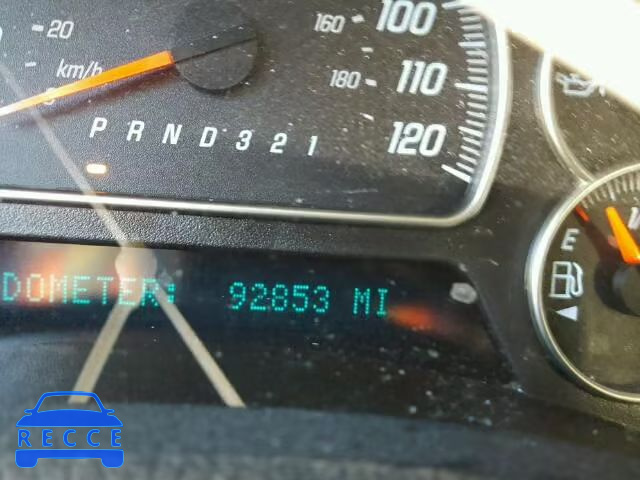 20
160
100
km/h
180
110
P R N D 3 2 1
120
E
DOMETER: 92853 MI
RECCE